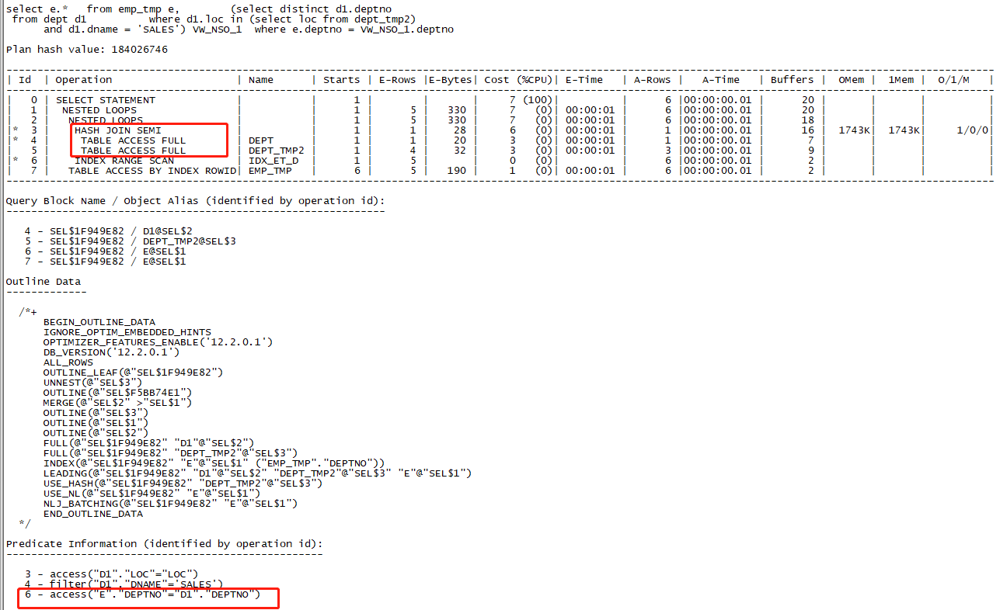 select e.*   from emp_tmp e,        (select distinct d1.deptno
 from dept d1          where d1.loc in (select loc from dept_tmp2)
      and d1.dname = 'SALES') VW_NSO_1  where e.deptno = VW_NSO_1.deptno
Plan hash value: 184026746
| Id  | Operation                    | Name      | Starts | E-Rows |E-Bytes| Cost (%CPU)| E-Time   | A-Rows |   A-Time   | Buffers |  OMem |  1Mem |  O/1/M   |
|   0 | SELECT STATEMENT             |           |      1 |        |       |     7 (100)|          |      6 |00:00:00.01 |      20 |       |       |          |
|   1 |  NESTED LOOPS                |           |      1 |      5 |   330 |     7   (0)| 00:00:01 |      6 |00:00:00.01 |      20 |       |       |          |
|   2 |   NESTED LOOPS               |           |      1 |      5 |   330 |     7   (0)| 00:00:01 |      6 |00:00:00.01 |      18 |       |       |          |
|*  3 |    HASH JOIN SEMI            |           |      1 |      1 |    28 |     6   (0)| 00:00:01 |      1 |00:00:00.01 |      16 |  1743K|  1743K|     1/0/0|
|*  4 |     TABLE ACCESS FULL        | DEPT      |      1 |      1 |    20 |     3   (0)| 00:00:01 |      1 |00:00:00.01 |       7 |       |       |          |
|   5 |     TABLE ACCESS FULL        | DEPT_TMP2 |      1 |      4 |    32 |     3   (0)| 00:00:01 |      3 |00:00:00.01 |       9 |       |       |          |
|*  6 |    INDEX RANGE SCAN          | IDX_ET_D  |      1 |      5 |       |     0   (0)|          |      6 |00:00:00.01 |       2 |       |       |          |
|   7 |   TABLE ACCESS BY INDEX ROWID| EMP_TMP   |      6 |      5 |   190 |     1   (0)| 00:00:01 |      6 |00:00:00.01 |       2 |       |       |          |
Query Block Name / Object Alias (identified by operation id):
   4 - SEL$1F949E82 / D1@SEL$2
   5 - SEL$1F949E82 / DEPT_TMP2@SEL$3
   6 - SEL$1F949E82 / E@SEL$1
   7 - SEL$1F949E82 / E@SEL$1
Outline Data
  /*+
      BEGIN_OUTLINE_DATA
      IGNORE_OPTIM_EMBEDDED_HINTS
      OPTIMIZER_FEATURES_ENABLE('12.2.0.1')
      DB_VERSION('12.2.0.1')
      ALL_ROWS
      OUTLINE_LEAF(@"SEL$1F949E82")
      UNNEST(@"SEL$3")
      OUTLINE(@"SEL$F5BB74E1")
      MERGE(@"SEL$2" >"SEL$1")
      OUTLINE(@"SEL$3")
      OUTLINE(@"SEL$1")
      OUTLINE(@"SEL$2")
      FULL(@"SEL$1F949E82" "D1"@"SEL$2")
      FULL(@"SEL$1F949E82" "DEPT_TMP2"@"SEL$3")
      INDEX(@"SEL$1F949E82" "E"@"SEL$1" ("EMP_TMP"."DEPTNO"))
      LEADING(@"SEL$1F949E82" "D1"@"SEL$2" "DEPT_TMP2"@"SEL$3" "E"@"SEL$1")
      USE_HASH(@"SEL$1F949E82" "DEPT_TMP2"@"SEL$3")
      USE_NL(@"SEL$1F949E82" "E"@"SEL$1")
      NLJ_BATCHING(@"SEL$1F949E82" "E"@"SEL$1")
      END_OUTLINE_DATA
  */
Predicate Information (identified by operation id):
   3 - access("D1"."LOC"="LOC")
   4 - filter("D1"."DNAME"='SALES')
   6 - access("E"."DEPTNO"="D1"."DEPTNO")